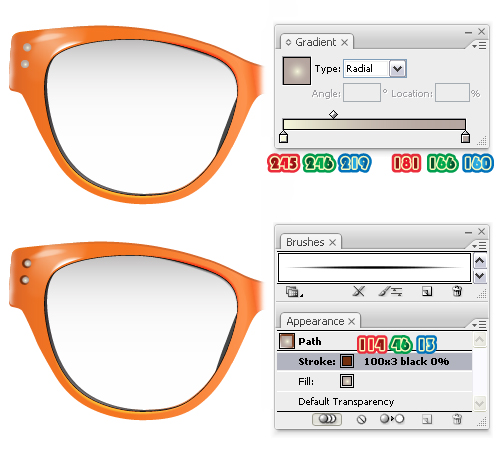 Gradient
Type: Radial
Angle: ° Location: %
245 246 219 181 166 160
Brushes
Appearance
Path 114 46 13
Stroke: 100x3 black 0%
Fill:
Default Transparency